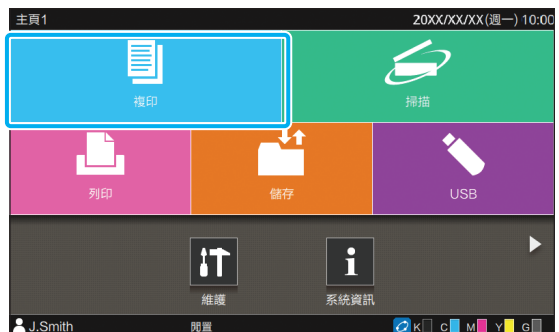 主頁1 20XX/XX/XX(週一) 10:00
複印 掃描
列印 儲存 USB
維護 系統資訊
J.Smith 閒置 K C M Y G